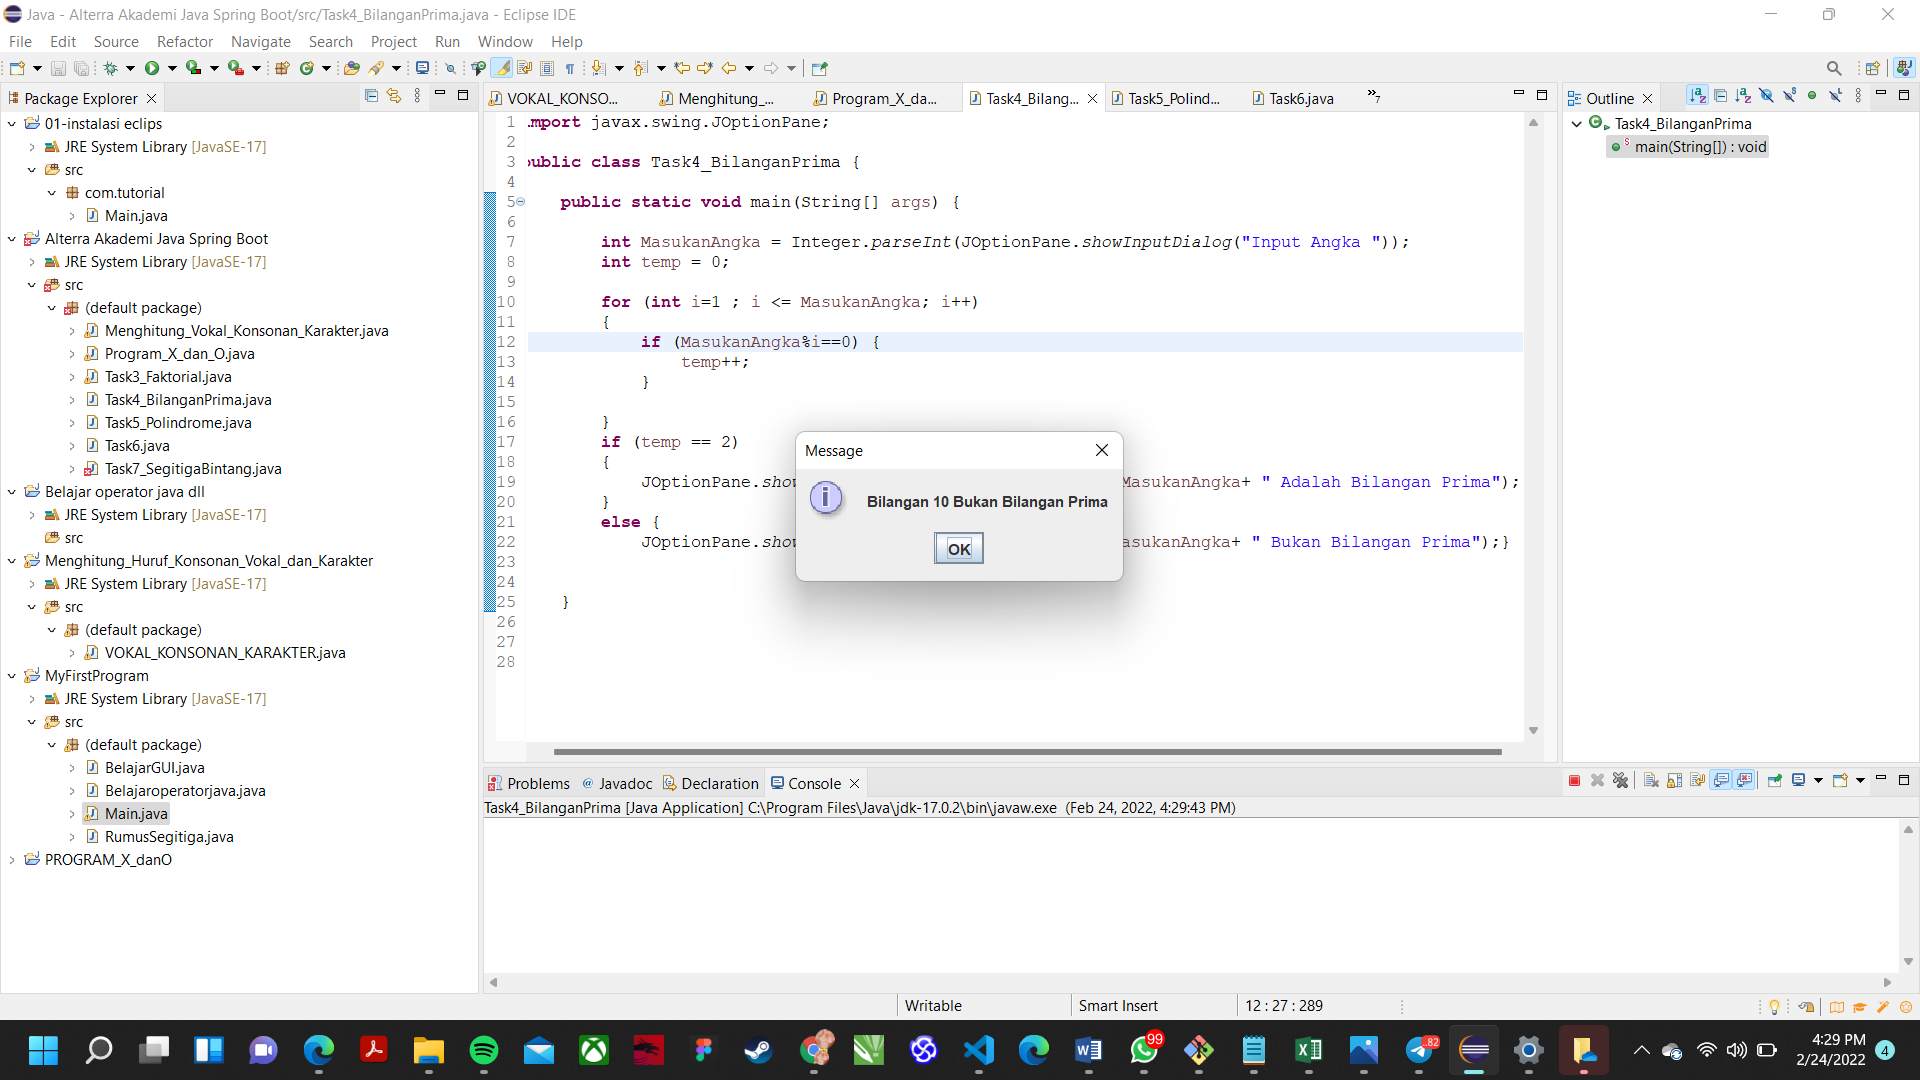 Java - Alterra Akademi Java Spring Boot/src/Task4_BilanganPrima.java - Eclipse IDE
File Edit Source Refactor Navigate Search Project Run Window Help
Package Explorer
01-instalasi eclips
JRE System Library [JavaSE-17]
src
com.tutorial
Main.java
Alterra Akademi Java Spring Boot
JRE System Library [JavaSE-17]
src
(default package)
Menghitung_Vokal_Konsonan_Karakter.java
Program_X_dan_O.java
Task3_Faktorial.java
Task4_BilanganPrima.java
Task5_Polindrome.java
Task6.java
Task7_SegitigaBintang.java
Belajar operator java dll
JRE System Library [JavaSE-17]
src
Menghitung_Huruf_Konsonan_Vokal_dan_Karakter
JRE System Library [JavaSE-17]
src
(default package)
VOKAL_KONSONAN_KARAKTER.java
MyFirstProgram
JRE System Library [JavaSE-17]
src
(default package)
BelajarGUI.java
Belajaroperatorjava.java
Main.java
RumusSegitiga.java
PROGRAM_X_danO
VOKAL_KONSO... Menghitung_... Program_X_da... Task4_Bilang... Task5_Polind... Task6.java »7
1 mport javax.swing.JOptionPane;
2
3 public class Task4_BilanganPrima {
4
5 public static void main(String[] args) {
6
7 int MasukanAngka = Integer.parseInt(JOptionPane.showInputDialog("Input Angka "));
8 int temp = 0;
9
10 for (int i=1 ; i <= MasukanAngka; i++)
11 {
12 if (MasukanAngka%i==0) {
13 temp++;
14 }
15
16 }
17 if (temp == 2)
18 {
19 JOptionPane.show MasukanAngka+ " Adalah Bilangan Prima");
20 }
21 else {
22 JOptionPane.show asukanAngka+ " Bukan Bilangan Prima");}
23
24
25 }
26
27
28
Message
Bilangan 10 Bukan Bilangan Prima
OK
Outline
Task4_BilanganPrima
main(String[]) : void
Problems Javadoc Declaration Console
Task4_BilanganPrima [Java Application] C:\Program Files\Java\jdk-17.0.2\bin\javaw.exe (Feb 24, 2022, 4:29:43 PM)
Writable Smart Insert 12 : 27 : 289
99
82
4:29 PM
2/24/2022
4